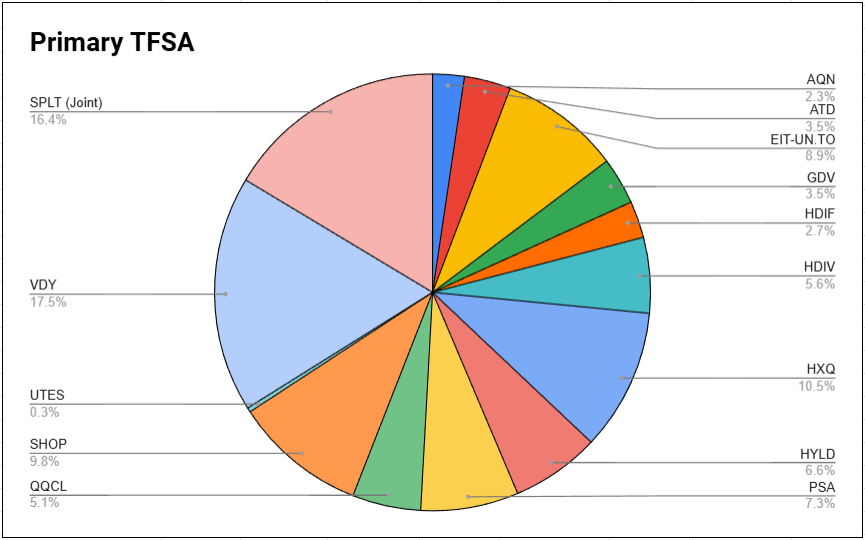 Primary TFSA
SPLT (Joint)
16.4%
VDY
17.5%
UTES
0.3%
SHOP
9.8%
QQCL
5.1%
AQN
2.3%
ATD
3.5%
EIT-UN.TO
8.9%
GDV
3.5%
HDIF
2.7%
HDIV
5.6%
HXQ
10.5%
HYLD
6.6%
PSA
7.3%